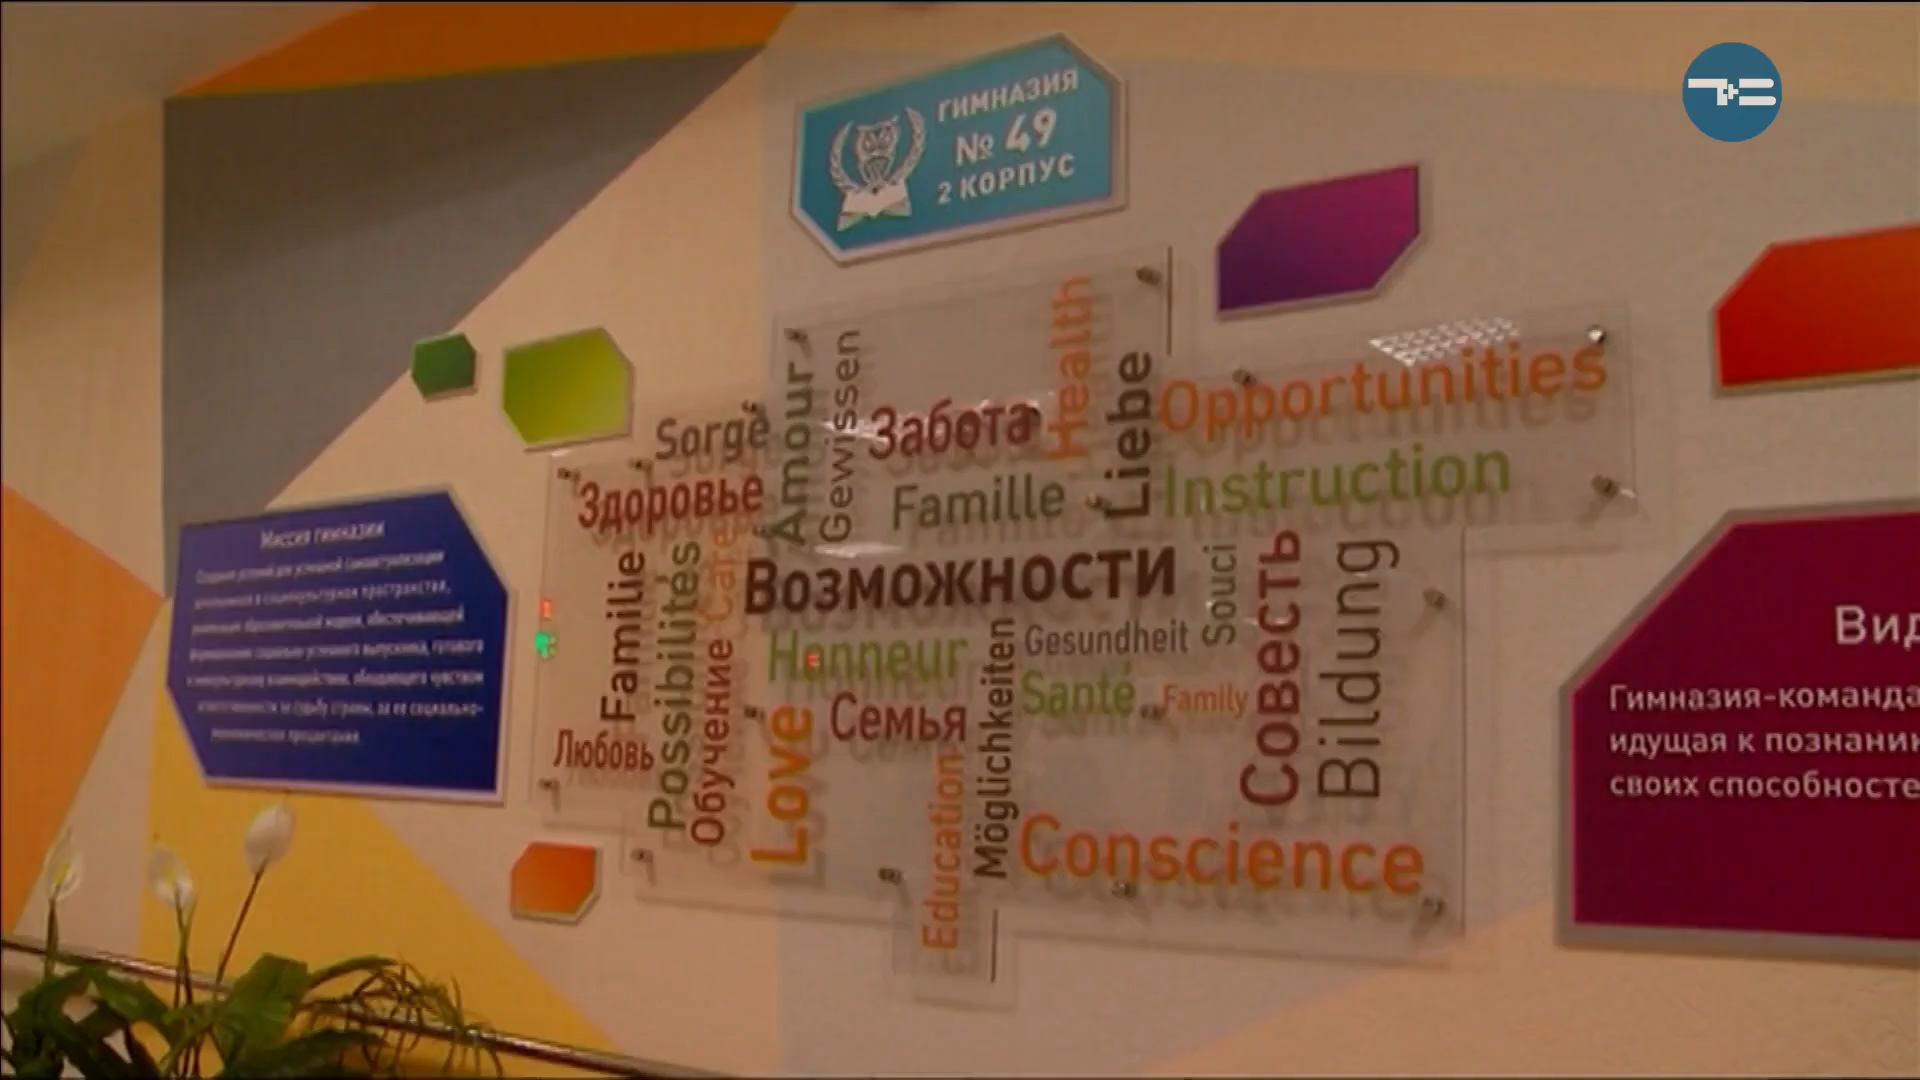 ГИМНАЗИЯ
№ 49
2 КОРПУС
Health
Amour
Gewissen
Liebe
Opportunities
Sorge
Забота
Здоровье
Famille
Instruction
Миссия гимназии
Familie
Possibilités
Care
Возможности
Souci
Совесть
Bildung
Обучение
Honneur
Gesundheit
Möglichkeiten
Santé
Family
Любовь
Love
Семья
Education
Conscience
Вид
Гимназия-команда
идущая к познани
своих способносте